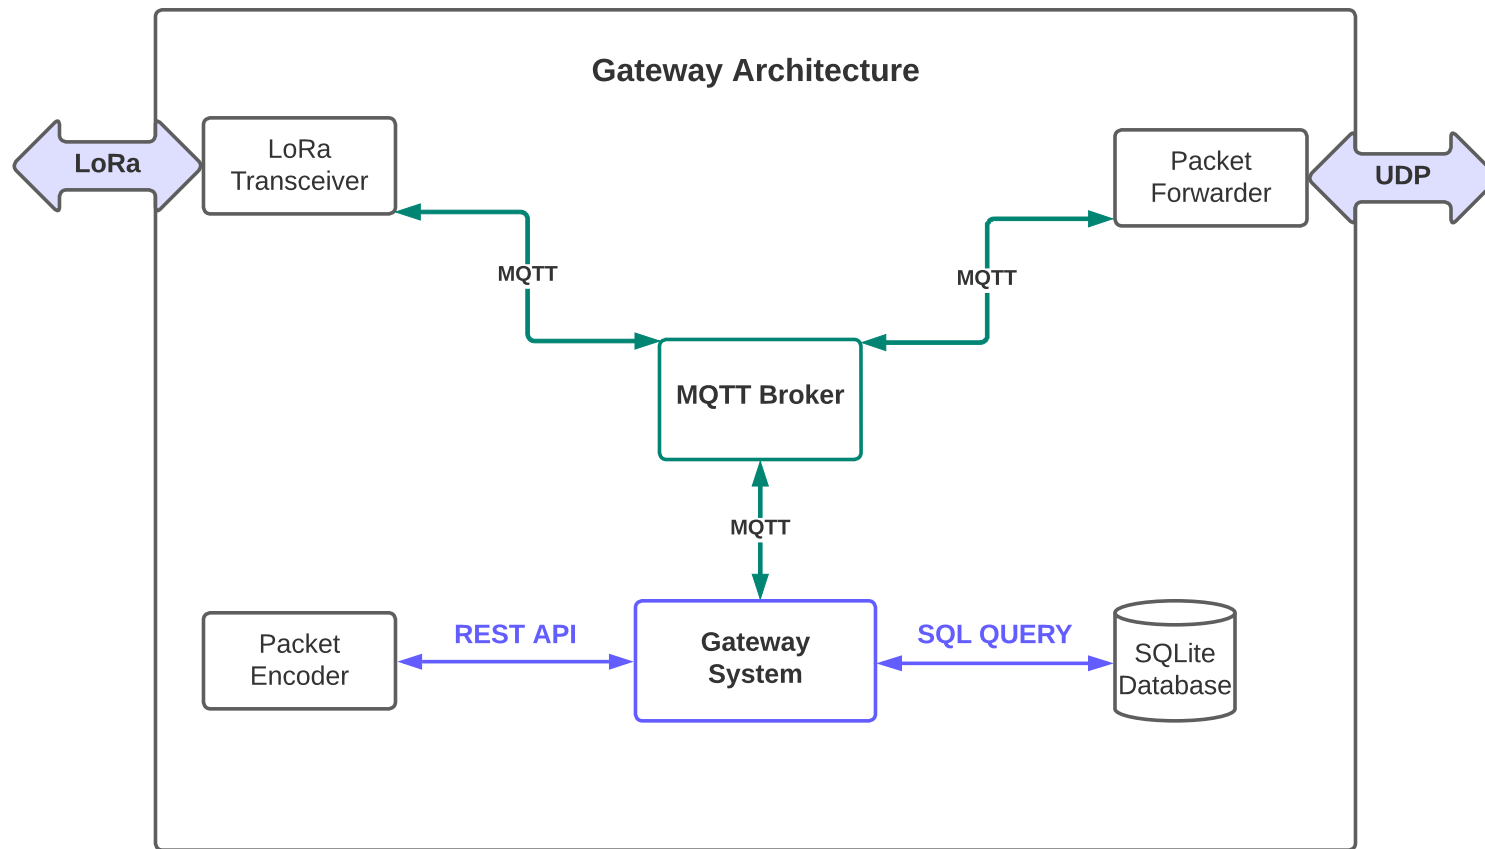 Gateway Architecture
LoRa
LoRa
Transceiver
Packet
Forwarder
UDP
MQTT
MQTT
MQTT Broker
MQTT
Packet
Encoder
REST API
Gateway
System
SQL QUERY
SQLite
Database